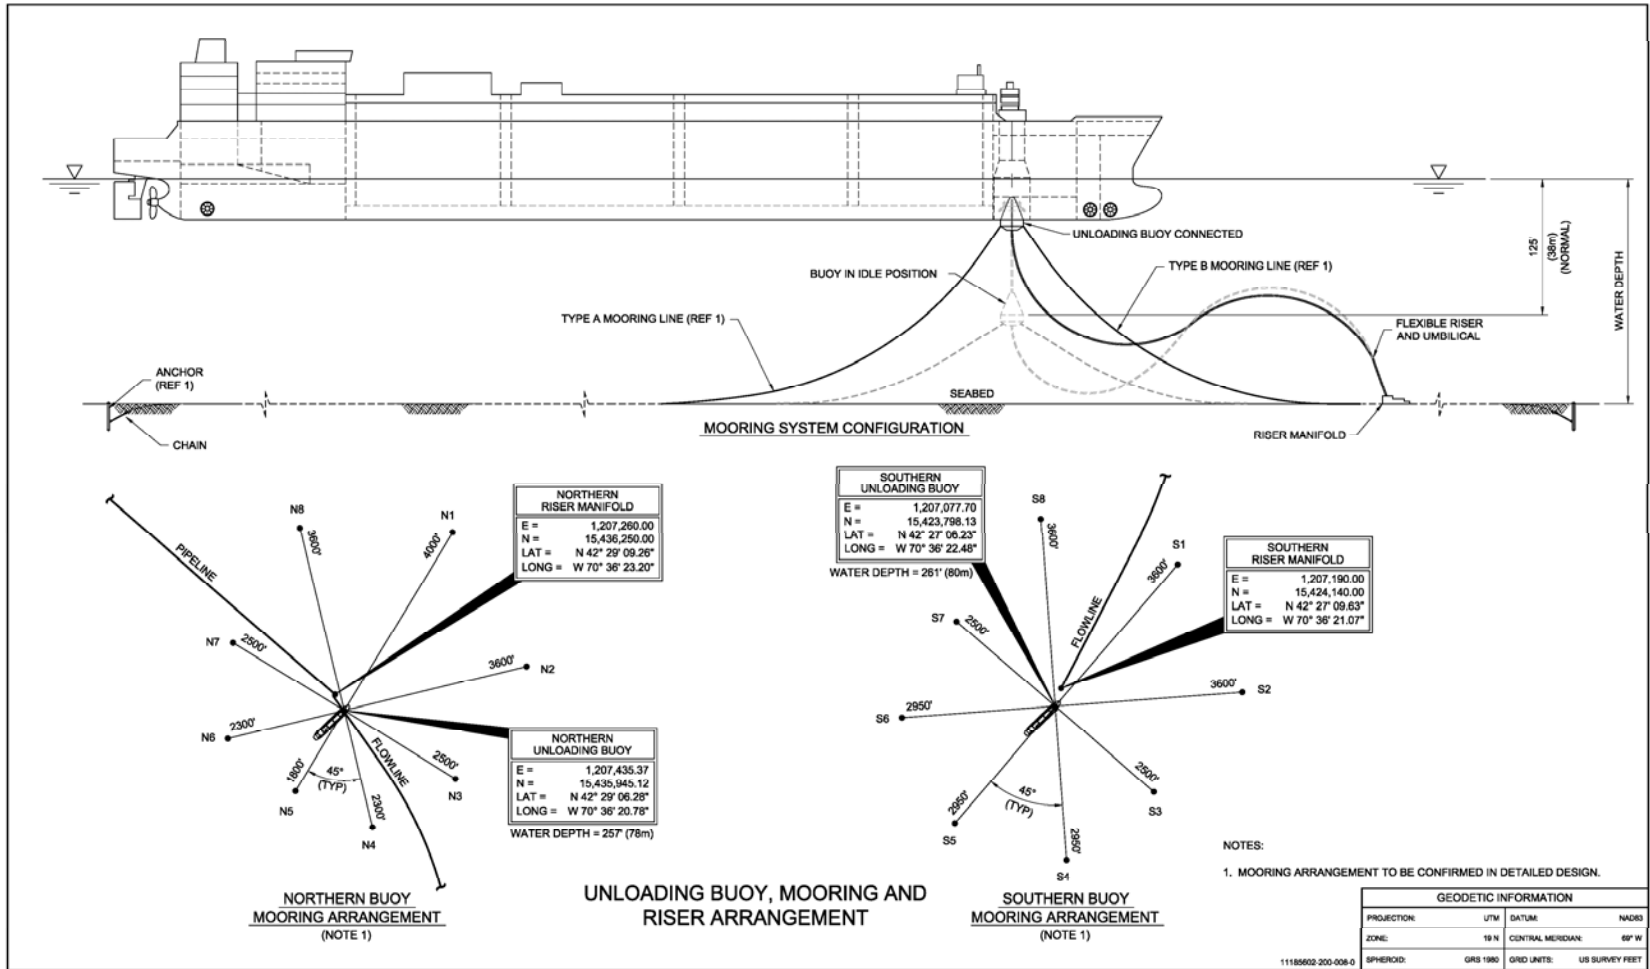 UNLOADING BUOY CONNECTED
BUOY IN IDLE POSITION
TYPE B MOORING LINE (REF 1)
TYPE A MOORING LINE (REF 1)
125'
(38m)
(NORMAL)
WATER DEPTH
FLEXIBLE RISER
AND UMBILICAL
ANCHOR
(REF 1)
CHAIN
SEABED
MOORING SYSTEM CONFIGURATION
RISER MANIFOLD
PIPELINE
N8
3600'
N1
4000'
N7
2500'
3600'
N2
N6
2300'
1800'
N5
45°
(TYP)
2300'
N4
FLOWLINE
2500'
N3
NORTHERN
RISER MANIFOLD
E = 1,207,260.00
N = 15,436,250.00
LAT = N 42° 29' 09.26"
LONG = W 70° 36' 23.20"
NORTHERN
UNLOADING BUOY
E = 1,207,435.37
N = 15,435,945.12
LAT = N 42° 29' 06.28"
LONG = W 70° 36' 20.78"
WATER DEPTH = 257' (78m)
NORTHERN BUOY
MOORING ARRANGEMENT
(NOTE 1)
UNLOADING BUOY, MOORING AND
RISER ARRANGEMENT
SOUTHERN
UNLOADING BUOY
E = 1,207,077.70
N = 15,423,798.13
LAT = N 42° 27' 06.23"
LONG = W 70° 36' 22.48"
WATER DEPTH = 261' (80m)
S8
3600'
S1
3600'
FLOWLINE
S7
2500'
S6
2950'
3600'
S2
2950'
S5
45°
(TYP)
2950'
S4
2500'
S3
SOUTHERN
RISER MANIFOLD
E = 1,207,190.00
N = 15,424,140.00
LAT = N 42° 27' 09.63"
LONG = W 70° 36' 21.07"
SOUTHERN BUOY
MOORING ARRANGEMENT
(NOTE 1)
NOTES:
1. MOORING ARRANGEMENT TO BE CONFIRMED IN DETAILED DESIGN.
GEODETIC INFORMATION
PROJECTION: UTM DATUM: NAD83
ZONE: 19 N CENTRAL MERIDIAN: 69° W
SPHEROID: GRS 1980 GRID UNITS: US SURVEY FEET
11185602-200-008-0